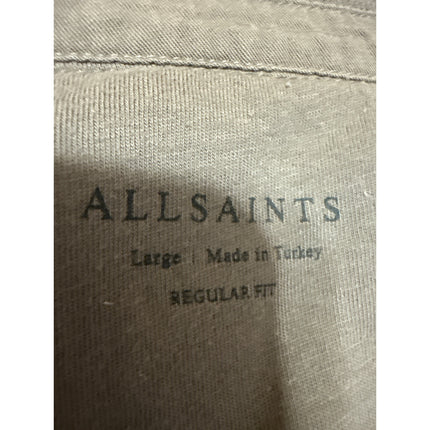 ALLSAINTS
Large | Made in Turkey
REGULAR FIT